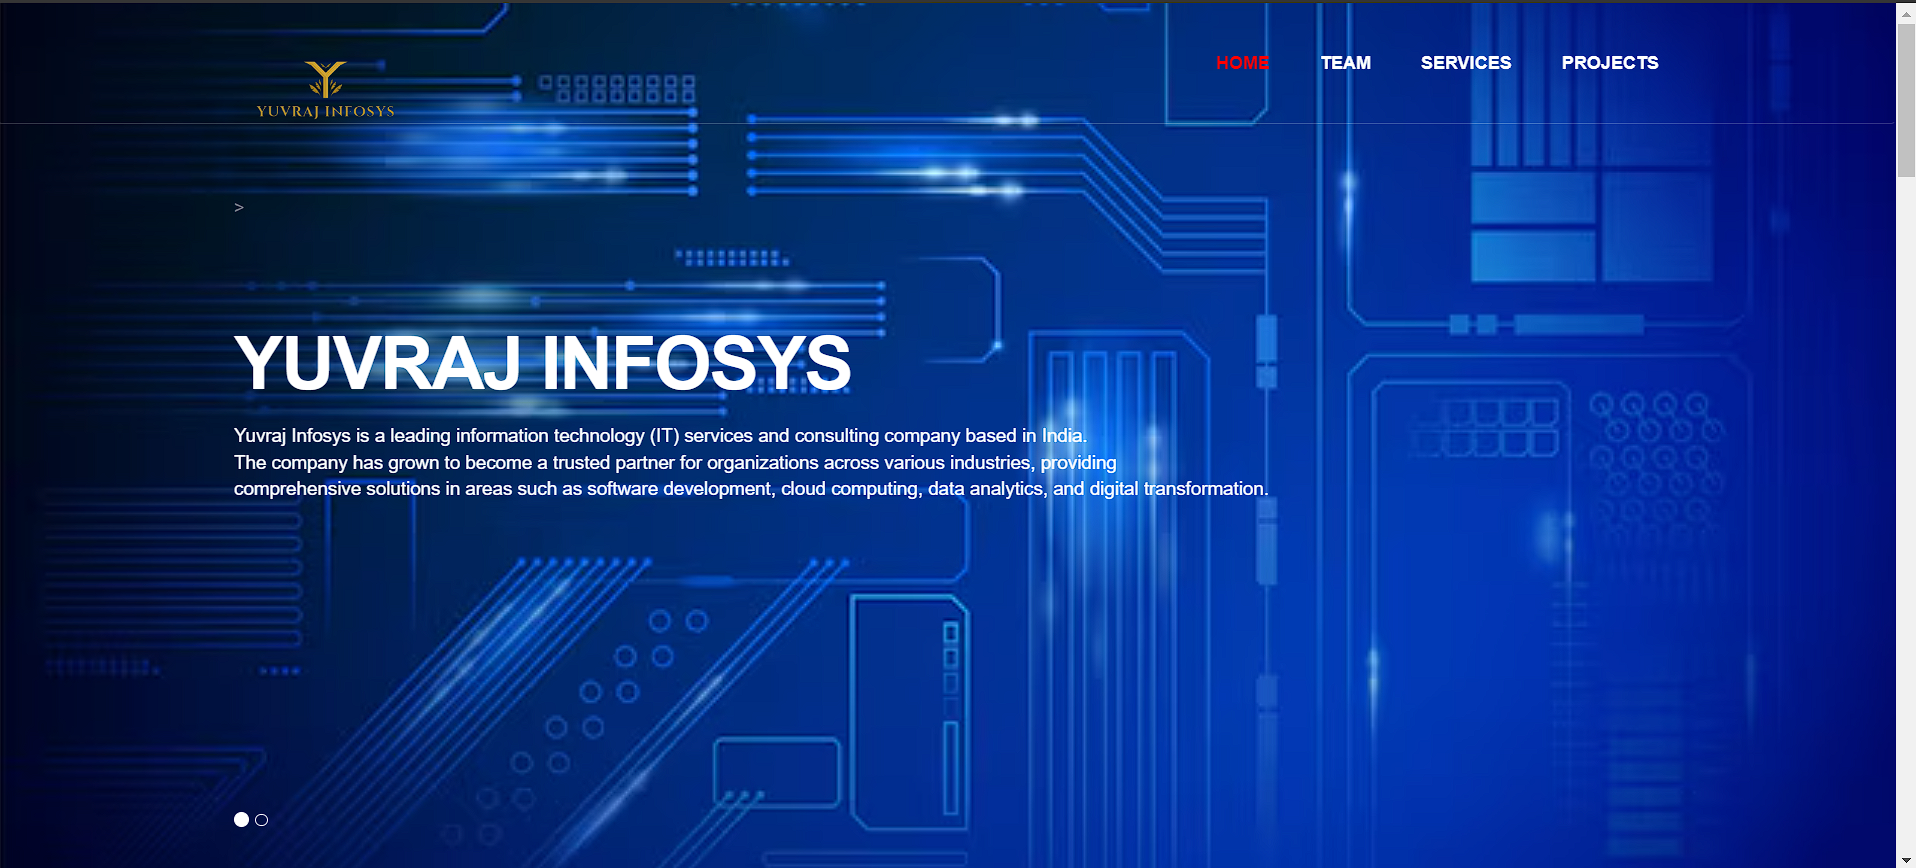 YUVRAJ INFOSYS
HOME TEAM SERVICES PROJECTS
>
YUVRAJ INFOSYS
Yuvraj Infosys is a leading information technology (IT) services and consulting company based in India.
The company has grown to become a trusted partner for organizations across various industries, providing
comprehensive solutions in areas such as software development, cloud computing, data analytics, and digital transformation.